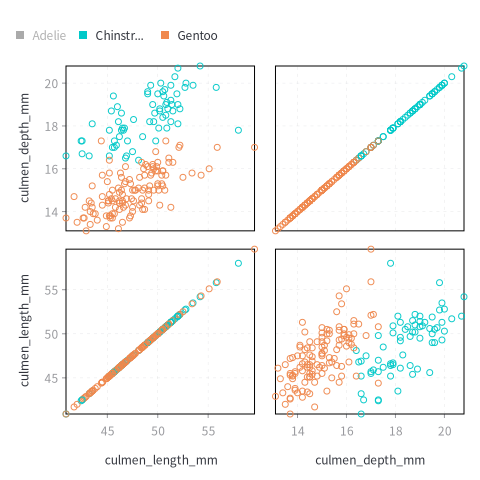 Adelie Chinstr... Gentoo
culmen_depth_mm
20
18
16
14
culmen_length_mm
55
50
45
45 50 55
14 16 18 20
culmen_length_mm
culmen_depth_mm